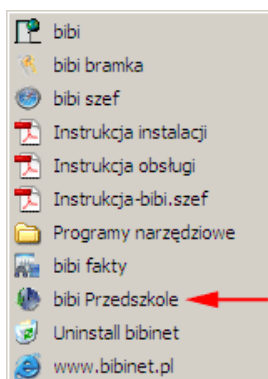 bibi
bibi bramka
bibi szef
Instrukcja instalacji
Instrukcja obsługi
Instrukcja-bibi.szef
Programy narzędziowe
bibi fakty
bibi Przedszkole
Uninstall bibinet
www.bibinet.pl